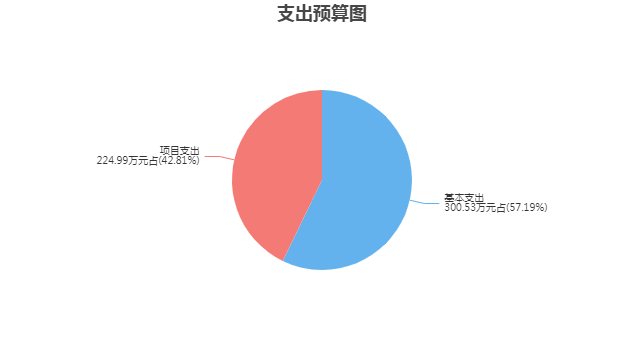 支出预算图
项目支出
224.99万元占(42.81%)
基本支出
300.53万元占(57.19%)